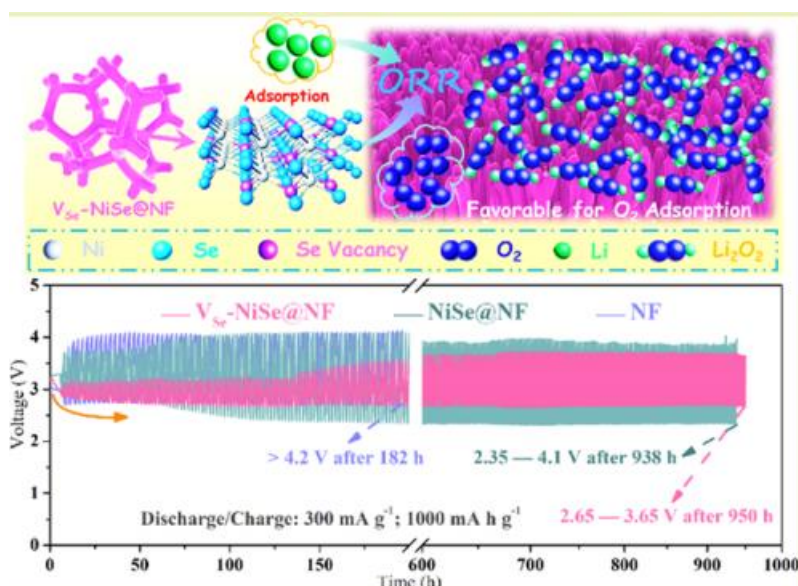 Adsorption
ORR
V_Se-NiSe@NF
Favorable for O₂ Adsorption
Ni Se Se Vacancy O₂ Li Li₂O₂
V_Se-NiSe@NF NiSe@NF NF
5
4
3
2
1
0
Voltage (V)
> 4.2 V after 182 h
2.35 — 4.1 V after 938 h
2.65 — 3.65 V after 950 h
Discharge/Charge: 300 mA g⁻¹; 1000 mA h g⁻¹
0 50 100 150 600 700 800 900 1000
Time (h)